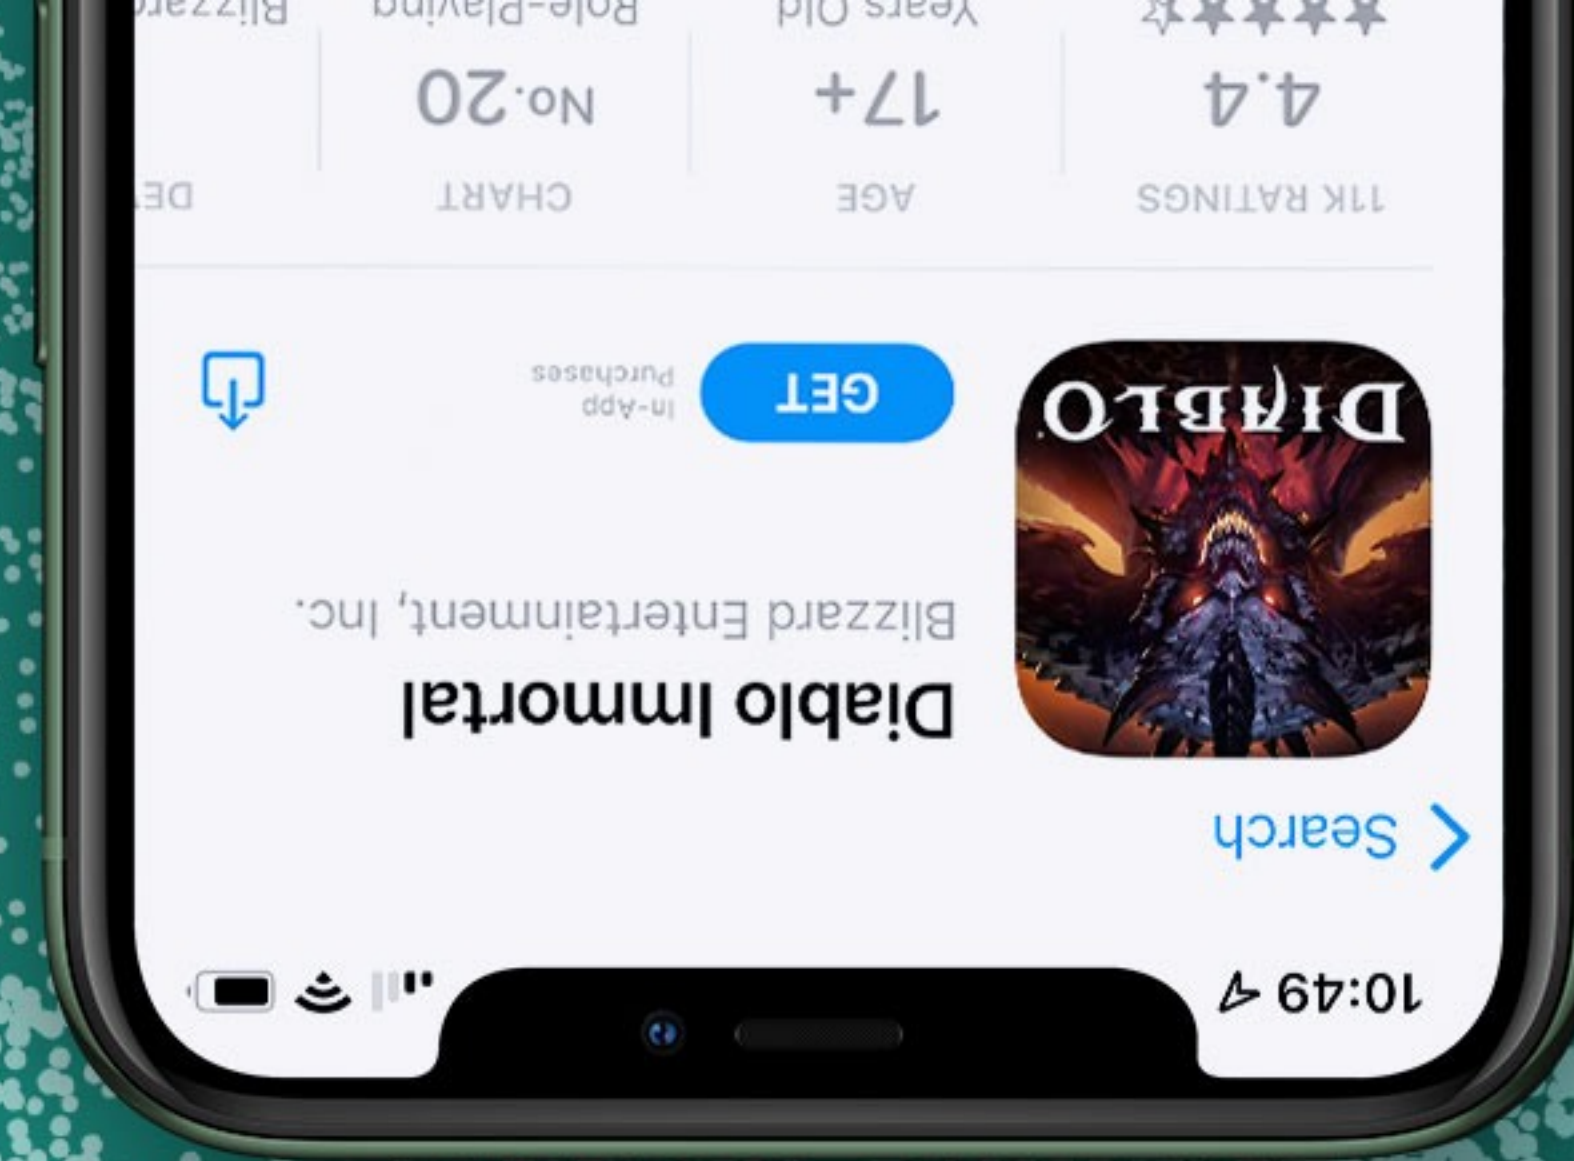 10:49
Search
Diablo Immortal
Blizzard Entertainment, Inc.
DIABLO
GET
In-App
Purchases
11K RATINGS
AGE
CHART
4.4
17+
No.20
Years Old
Role-Playing
Blizzard